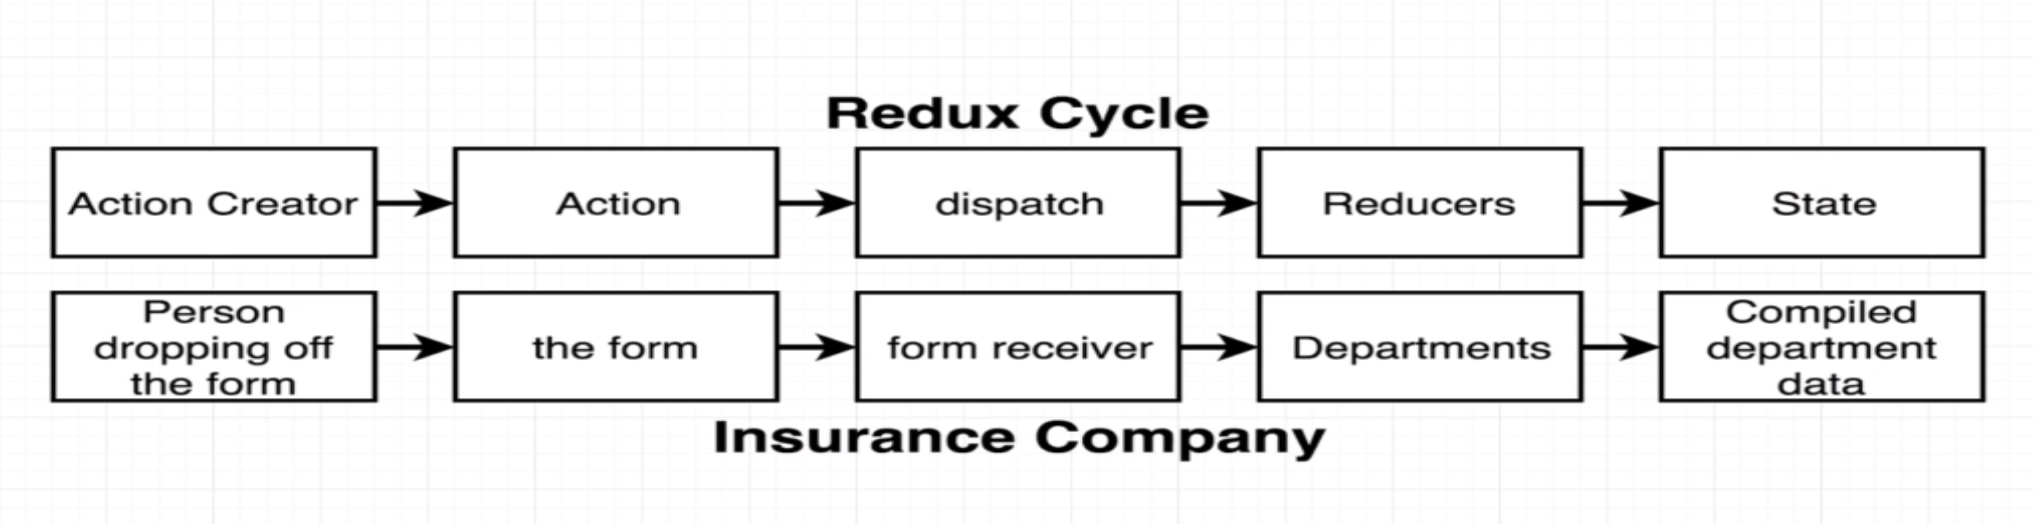 Redux Cycle
Action Creator
Action
dispatch
Reducers
State
Person
dropping off
the form
the form
form receiver
Departments
Compiled
department
data
Insurance Company